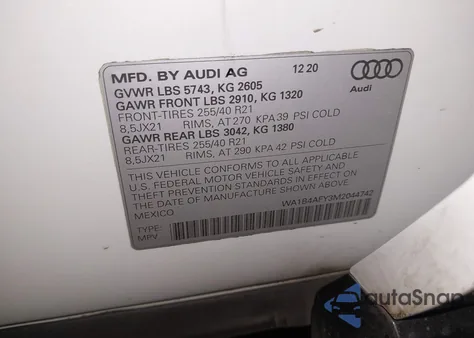 MFD. BY AUDI AG 12 20
GVWR LBS 5743, KG 2605
GAWR FRONT LBS 2910, KG 1320
FRONT-TIRES 255/40 R21
8,5JX21 RIMS, AT 270 KPA 39 PSI COLD
GAWR REAR LBS 3042, KG 1380
REAR-TIRES 255/40 R21
8,5JX21 RIMS, AT 290 KPA 42 PSI COLD
Audi
THIS VEHICLE CONFORMS TO ALL APPLICABLE
U.S. FEDERAL MOTOR VEHICLE SAFETY AND
THEFT PREVENTION STANDARDS IN EFFECT ON
THE DATE OF MANUFACTURE SHOWN ABOVE.
MEXICO
WA1B4AFY3M2044742
TYPE:
MPV
autoSnap